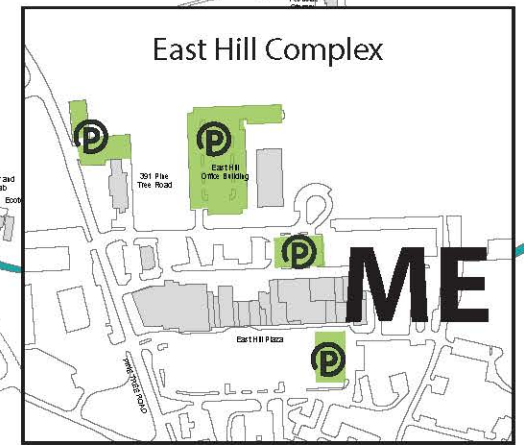 East Hill Complex
P
P
391 Pine
Tree Road
East Hill
Office Building
P
ME
East Hill Plaza
P
PINE TREE ROAD